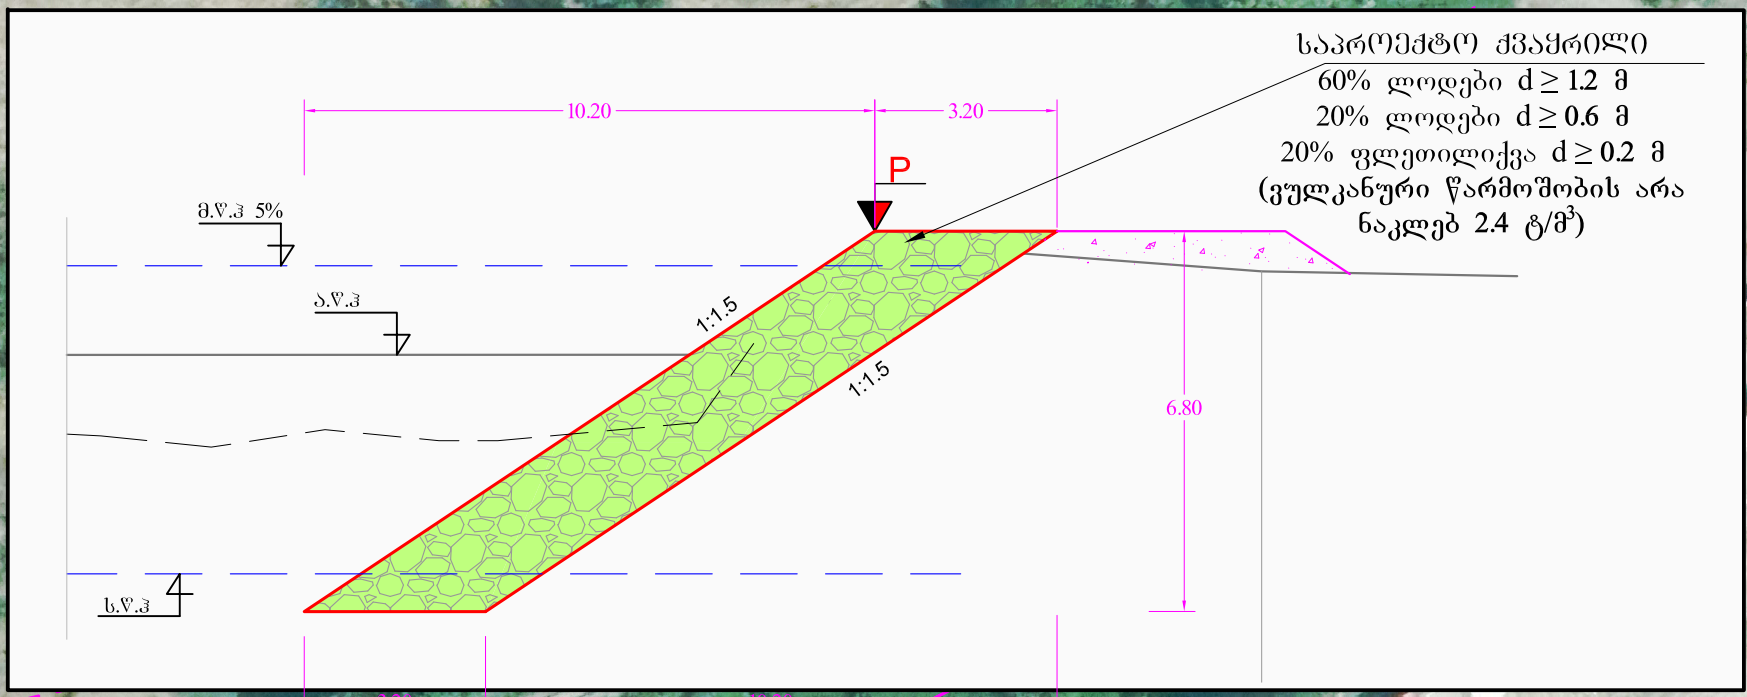 საპროექტო ქვაყრილი
60% ლოდები d ≥ 1.2 მ
20% ლოდები d ≥ 0.6 მ
20% ფლეთილიქვა d ≥ 0.2 მ
(ვულკანური წარმოშობის არა
ნაკლებ 2.4 ტ/მ³)
10.20
3.20
P
მ.წ.ჰ 5%
ა.წ.ჰ
1:1.5
1:1.5
6.80
ს.წ.ჰ